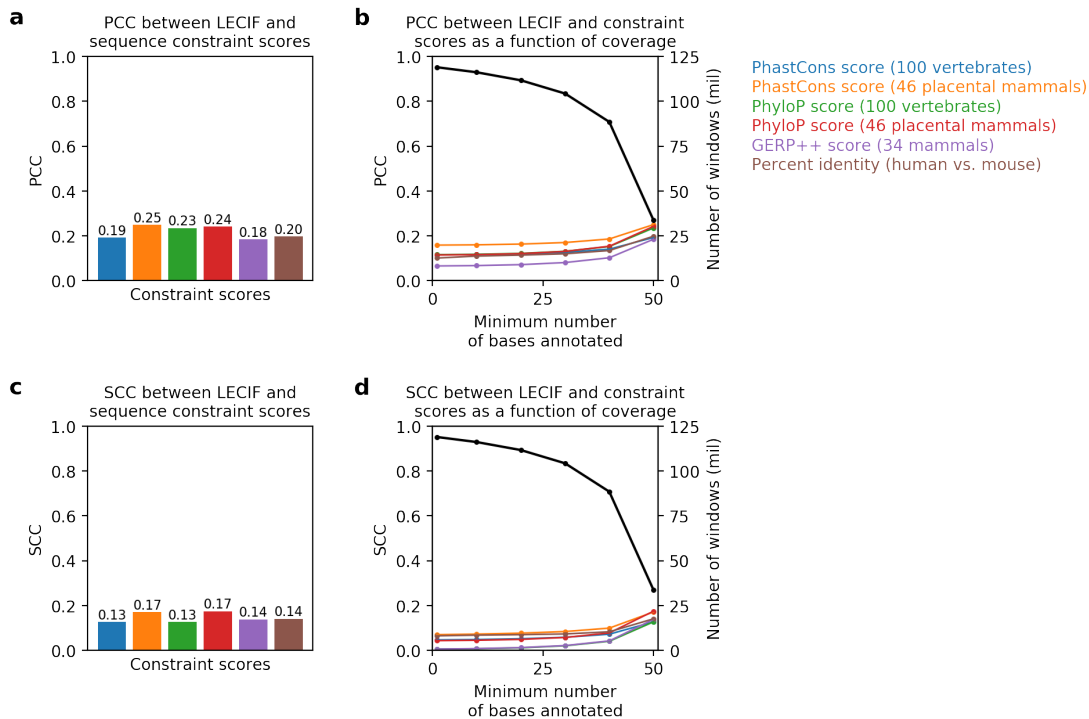 a
PCC between LECIF and
sequence constraint scores
1.0
0.8
0.6
0.4
0.2
0.0
PCC
0.19
0.25
0.23
0.24
0.18
0.20
Constraint scores
b
PCC between LECIF and constraint
scores as a function of coverage
1.0
0.8
0.6
0.4
0.2
0.0
PCC
125
100
75
50
25
0
Number of windows (mil)
0
25
50
Minimum number
of bases annotated
PhastCons score (100 vertebrates)
PhastCons score (46 placental mammals)
PhyloP score (100 vertebrates)
PhyloP score (46 placental mammals)
GERP++ score (34 mammals)
Percent identity (human vs. mouse)
c
SCC between LECIF and
sequence constraint scores
1.0
0.8
0.6
0.4
0.2
0.0
SCC
0.13
0.17
0.13
0.17
0.14
0.14
Constraint scores
d
SCC between LECIF and constraint
scores as a function of coverage
1.0
0.8
0.6
0.4
0.2
0.0
SCC
125
100
75
50
25
0
Number of windows (mil)
0
25
50
Minimum number
of bases annotated